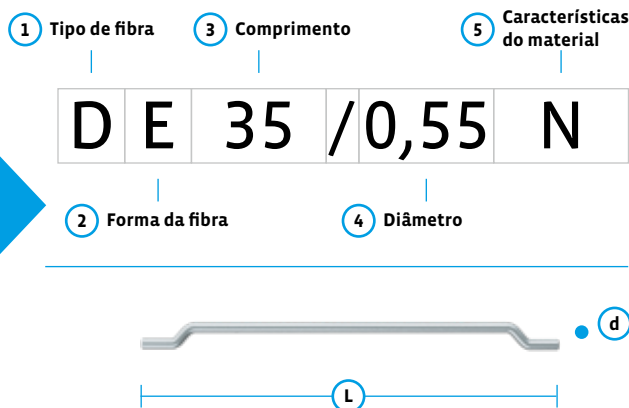 1 Tipo de fibra
3 Comprimento
5 Características
do material
D E 35 /0,55 N
2 Forma da fibra
4 Diâmetro
d
L